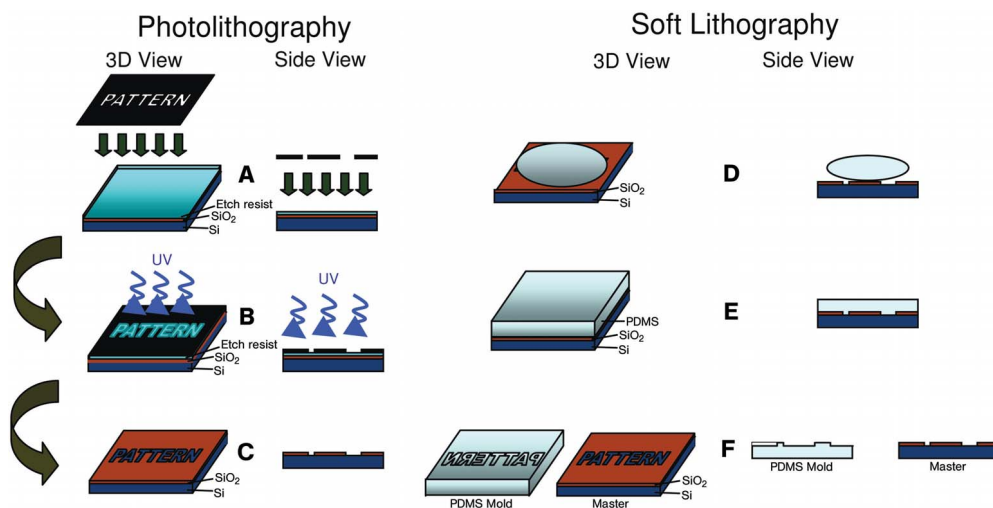 Photolithography
3D View Side View
PATTERN
A
Etch resist
SiO2
Si
UV UV
PATTERN
B
Etch resist
SiO2
Si
PATTERN
C
SiO2
Si
Soft Lithography
3D View Side View
D
SiO2
Si
E
PDMS
SiO2
Si
PATTERN
PATTERN
F
SiO2
Si
PDMS Mold Master
PDMS Mold Master